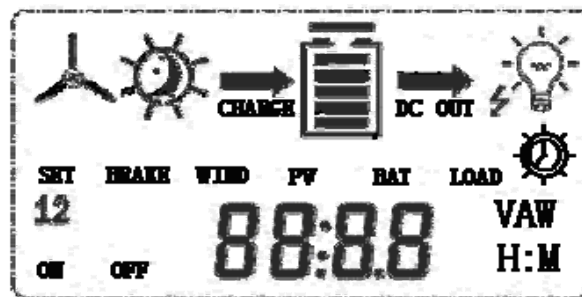 CHARGE DC OUT
SET BRAKE WIND PV BAT LOAD
12 88:8.8 VAW
ON OFF H:M